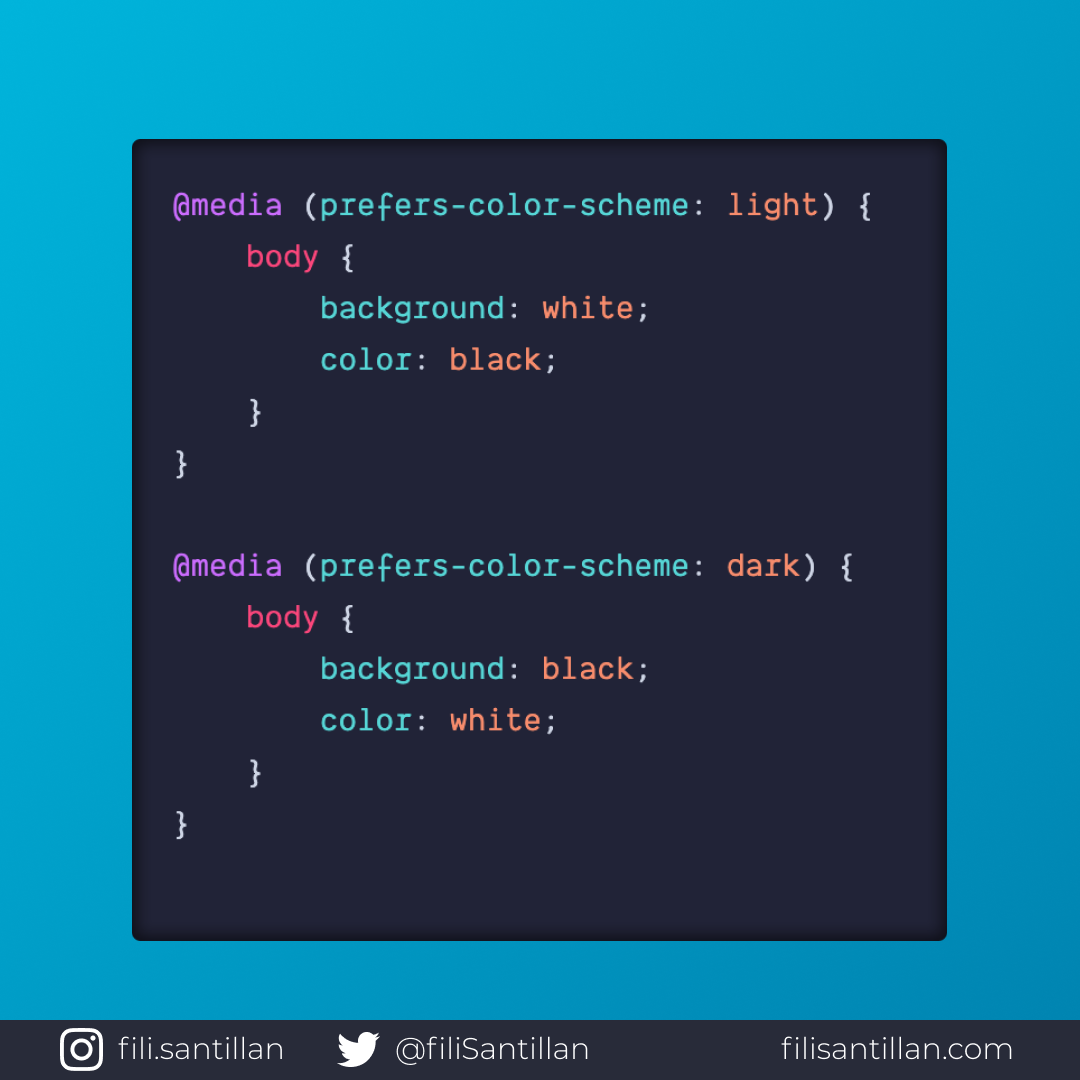 @media (prefers-color-scheme: light) {
    body {
        background: white;
        color: black;
    }
}

@media (prefers-color-scheme: dark) {
    body {
        background: black;
        color: white;
    }
}
fili.santillan @filiSantillan filisantillan.com